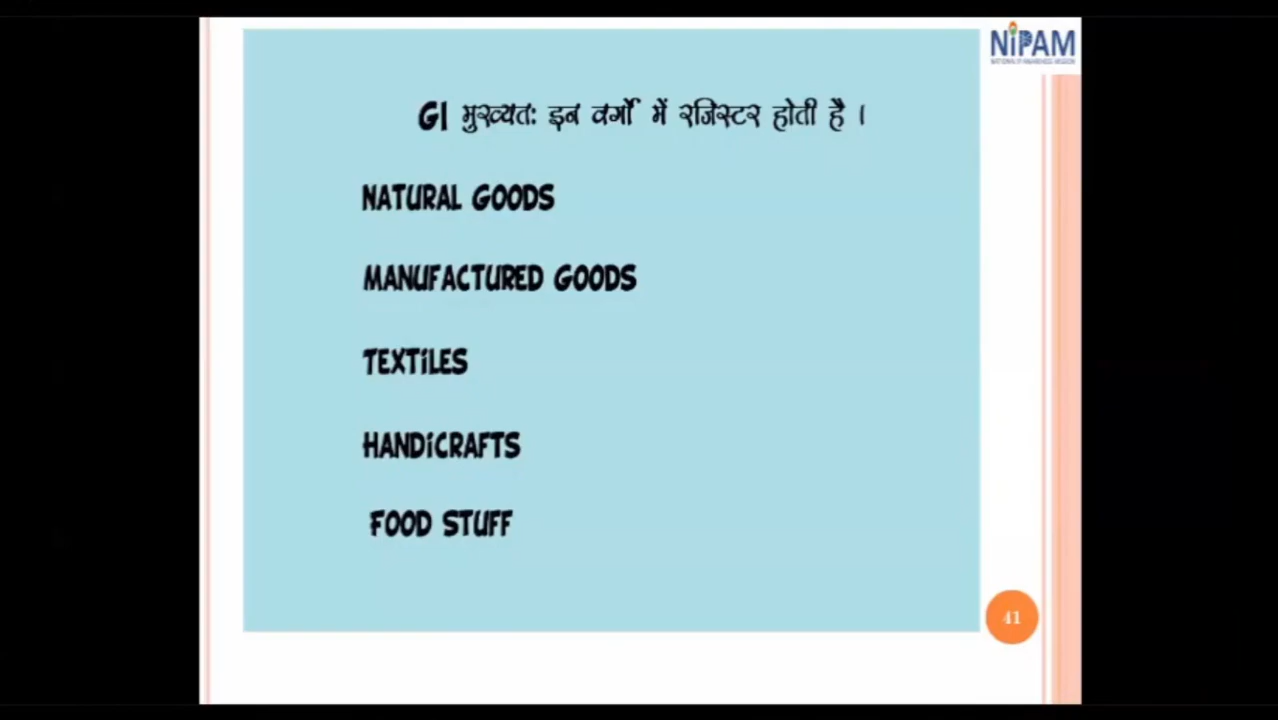 NiPAM
GI मुख्यतः इन वर्गों में रजिस्टर होती है ।
NATURAL GOODS
MANUFACTURED GOODS
TEXTiLES
HANDiCRAFTS
FOOD STUFF
41